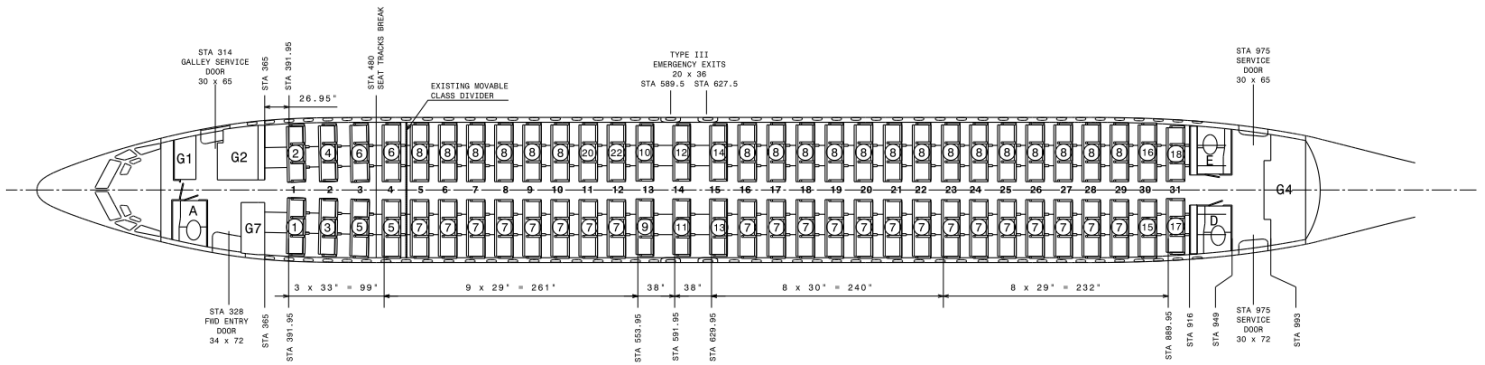 STA 314
GALLEY SERVICE
DOOR
30 x 65
STA 365
STA 391.95
26.95"
STA 480
SEAT TRACKS BREAK
EXISTING MOVABLE
CLASS DIVIDER
TYPE III
EMERGENCY EXITS
20 x 36
STA 589.5 STA 627.5
STA 975
SERVICE
DOOR
30 x 65
G1 G2
2 4 6 6 8 8 8 8 8 8 20 22 10 12 14 8 8 8 8 8 8 8 8 8 8 8 8 8 8 16 18
E
1 2 3 4 5 6 7 8 9 10 11 12 13 14 15 16 17 18 19 20 21 22 23 24 25 26 27 28 29 30 31
G4
A
G7
1 3 5 5 7 7 7 7 7 7 7 7 9 11 13 7 7 7 7 7 7 7 7 7 7 7 7 7 7 15 17
D
3 x 33" = 99" 9 x 29" = 261" 38" 38" 8 x 30" = 240" 8 x 29" = 232"
STA 328
FWD ENTRY
DOOR
34 x 72
STA 365
STA 391.95
STA 553.95
STA 591.95
STA 629.95
STA 889.95
STA 916
STA 949
STA 975
SERVICE
DOOR
30 x 72
STA 993